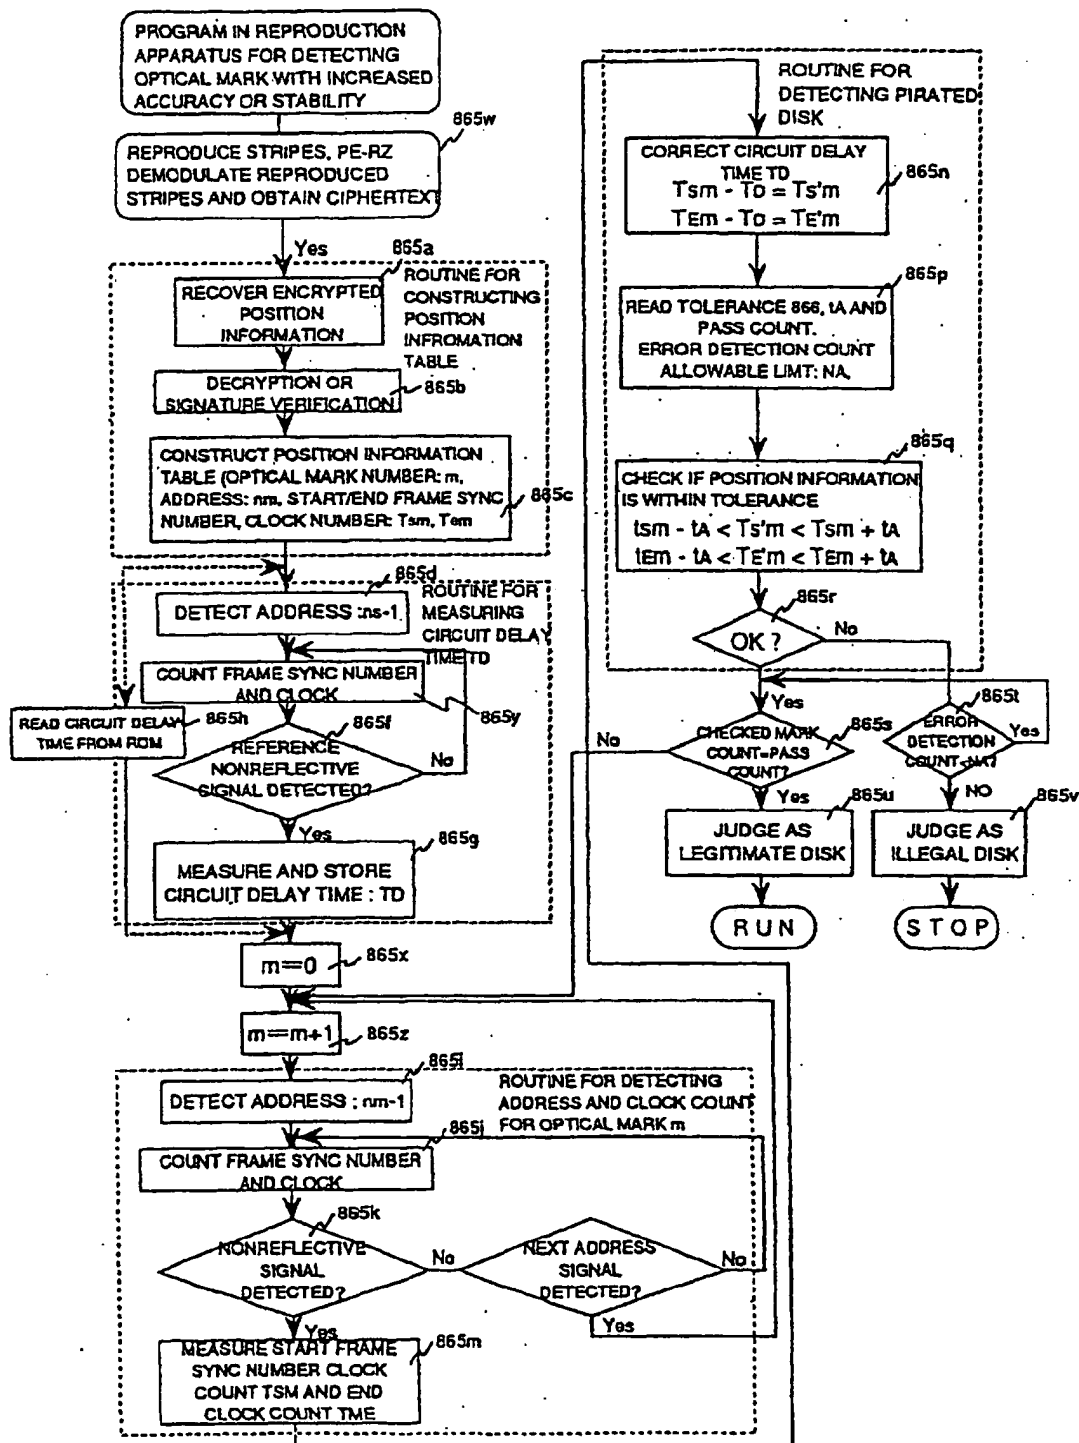 PROGRAM IN REPRODUCTION
APPARATUS FOR DETECTING
OPTICAL MARK WITH INCREASED
ACCURACY OR STABILITY
865w
REPRODUCE STRIPES, PE-RZ
DEMODULATE REPRODUCED
STRIPES AND OBTAIN CIPHERTEXT
Yes
865a
RECOVER ENCRYPTED
POSITION
INFORMATION
ROUTINE FOR
CONSTRUCTING
POSITION
INFROMATION
TABLE
DECRYPTION OR
SIGNATURE VERIFICATION
865b
CONSTRUCT POSITION INFORMATION
TABLE (OPTICAL MARK NUMBER: m,
ADDRESS: nm, START/END FRAME SYNC
NUMBER, CLOCK NUMBER: Tsm, Tem
865c
865d
DETECT ADDRESS :ns-1
ROUTINE FOR
MEASURING
CIRCUIT DELAY
TIME TD
COUNT FRAME SYNC NUMBER
AND CLOCK
865y
READ CIRCUIT DELAY
TIME FROM ROM
865h
865f
REFERENCE
NONREFLECTIVE
SIGNAL DETECTED?
No
Yes
865g
MEASURE AND STORE
CIRCUIT DELAY TIME : TD
m=0
865x
m=m+1
865z
865i
DETECT ADDRESS : nm-1
ROUTINE FOR DETECTING
ADDRESS AND CLOCK COUNT
FOR OPTICAL MARK m
865j
COUNT FRAME SYNC NUMBER
AND CLOCK
865k
NONREFLECTIVE
SIGNAL
DETECTED?
No
NEXT ADDRESS
SIGNAL
DETECTED?
No
Yes
Yes
865m
MEASURE START FRAME
SYNC NUMBER CLOCK
COUNT TSM AND END
CLOCK COUNT TME
ROUTINE FOR
DETECTING PIRATED
DISK
CORRECT CIRCUIT DELAY
TIME TD
Tsm - TD = Ts'm
TEm - TD = TE'm
865n
865p
READ TOLERANCE 866, tA AND
PASS COUNT.
ERROR DETECTION COUNT
ALLOWABLE LIMT: NA,
865q
CHECK IF POSITION INFORMATION
IS WITHIN TOLERANCE
tsm - tA < Ts'm < Tsm + tA
tEm - tA < TE'm < TEm + tA
865r
OK ?
No
Yes
865s
CHECKED MARK
COUNT=PASS
COUNT?
No
Yes
865t
ERROR
DETECTION
COUNT<NA?
Yes
NO
865u
JUDGE AS
LEGITIMATE DISK
865v
JUDGE AS
ILLEGAL DISK
RUN
STOP